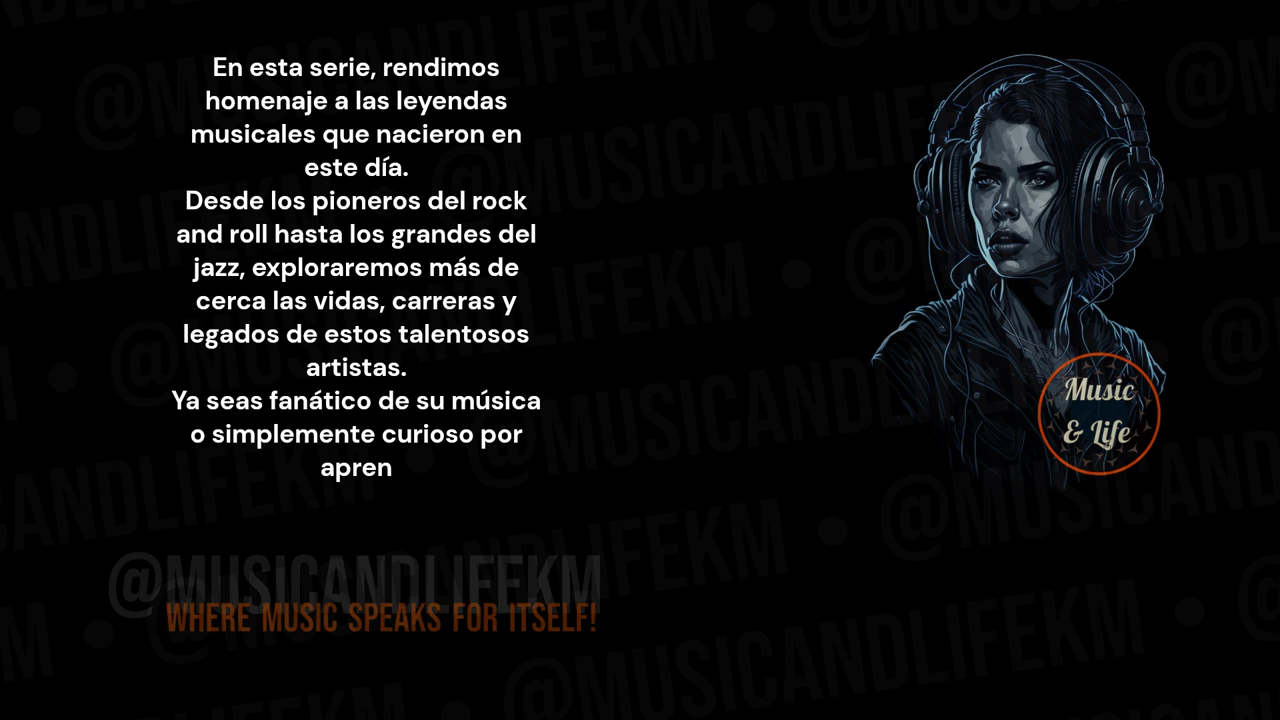 En esta serie, rendimos
homenaje a las leyendas
musicales que nacieron en
este día.
Desde los pioneros del rock
and roll hasta los grandes del
jazz, exploraremos más de
cerca las vidas, carreras y
legados de estos talentosos
artistas.
Ya seas fanático de su música
o simplemente curioso por
apren
Music
& Life
@MUSICANDLIFEKM
WHERE MUSIC SPEAKS FOR ITSELF!